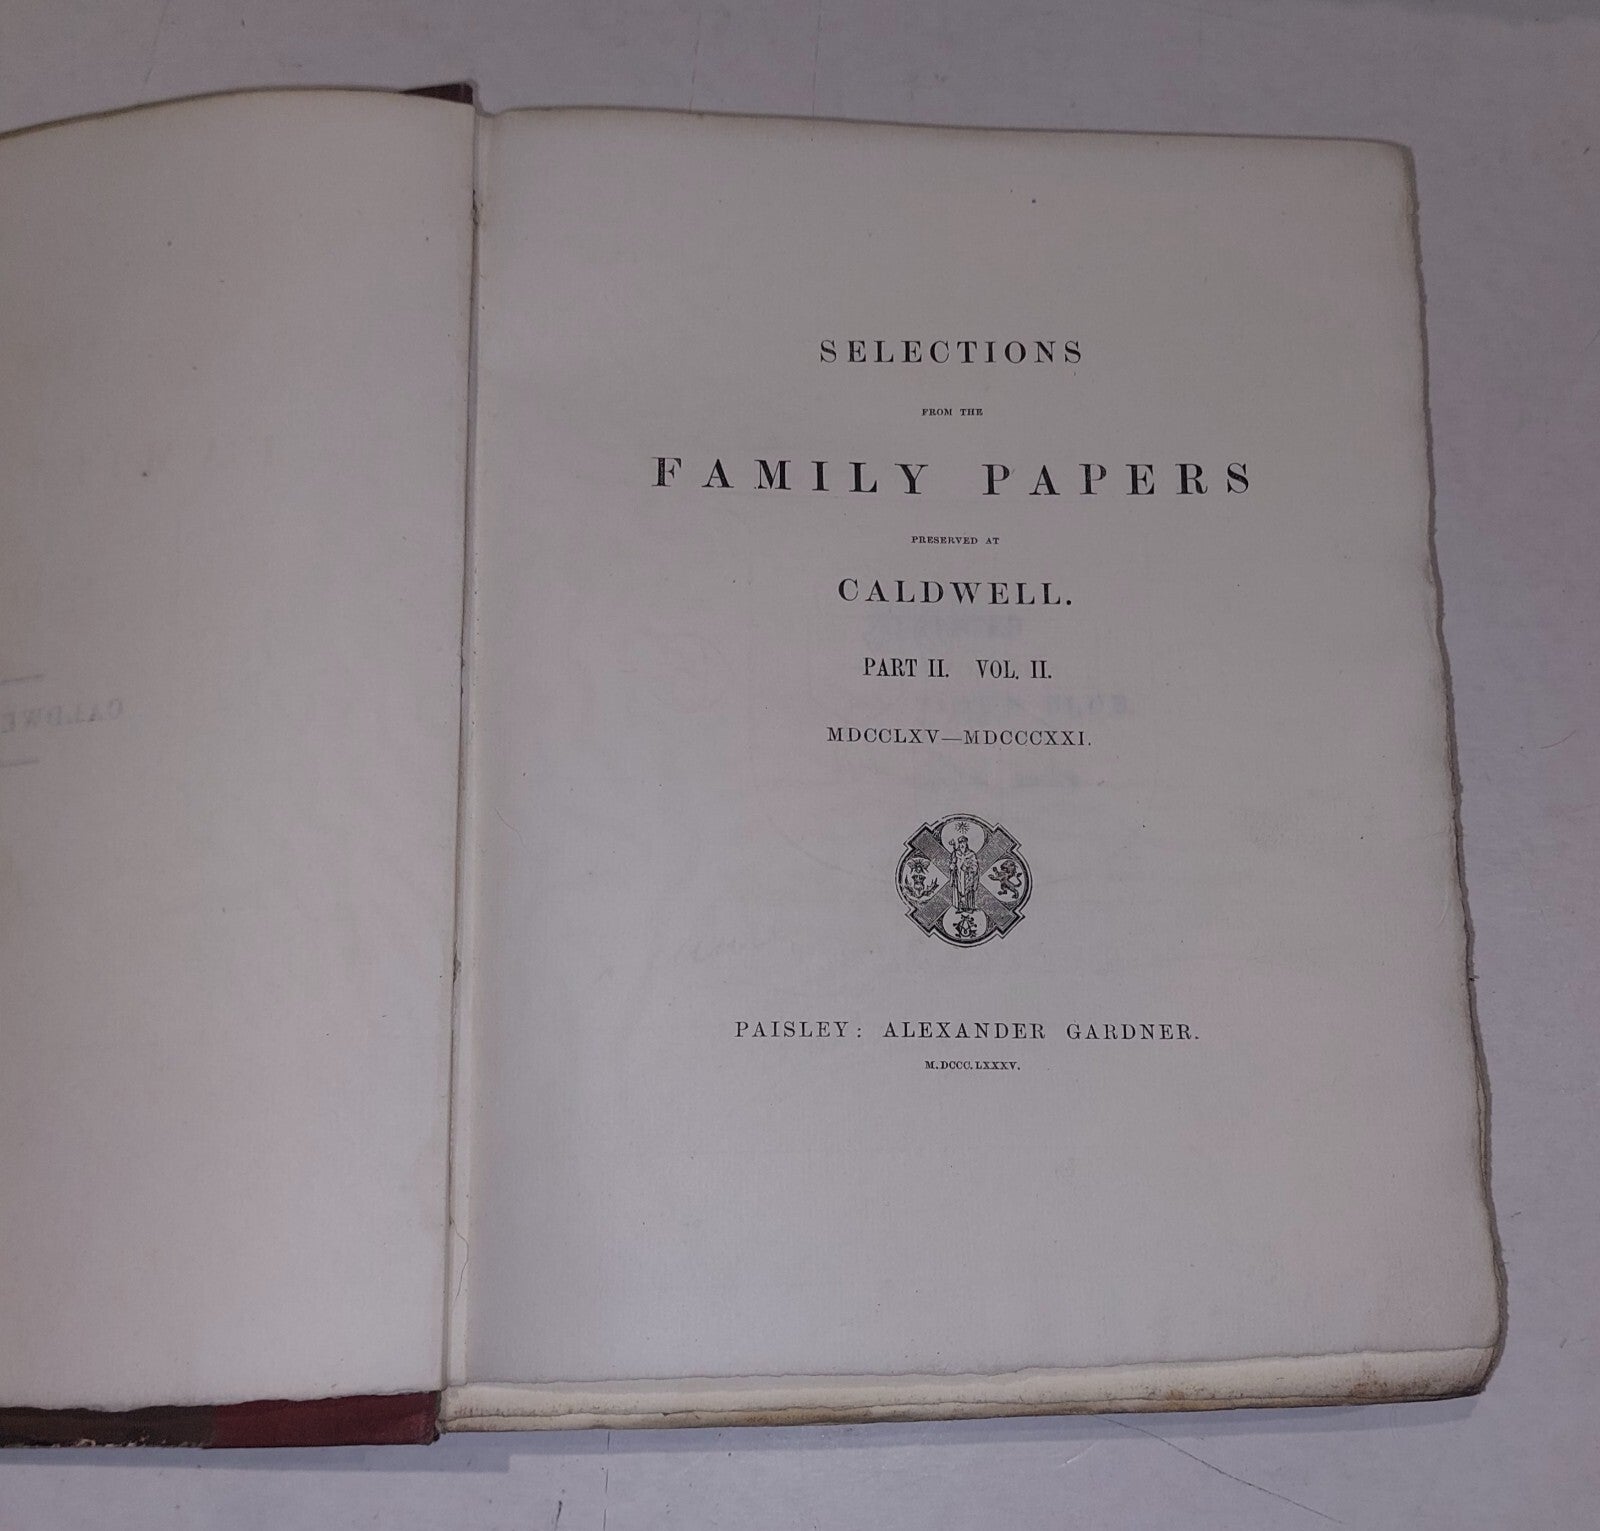 SELECTIONS
FROM THE
FAMILY PAPERS
PRESERVED AT
CALDWELL.
PART II. VOL. II.
MDCCLXV—MDCCCXXI.
PAISLEY: ALEXANDER GARDNER.
M.DCCC.LXXXV.